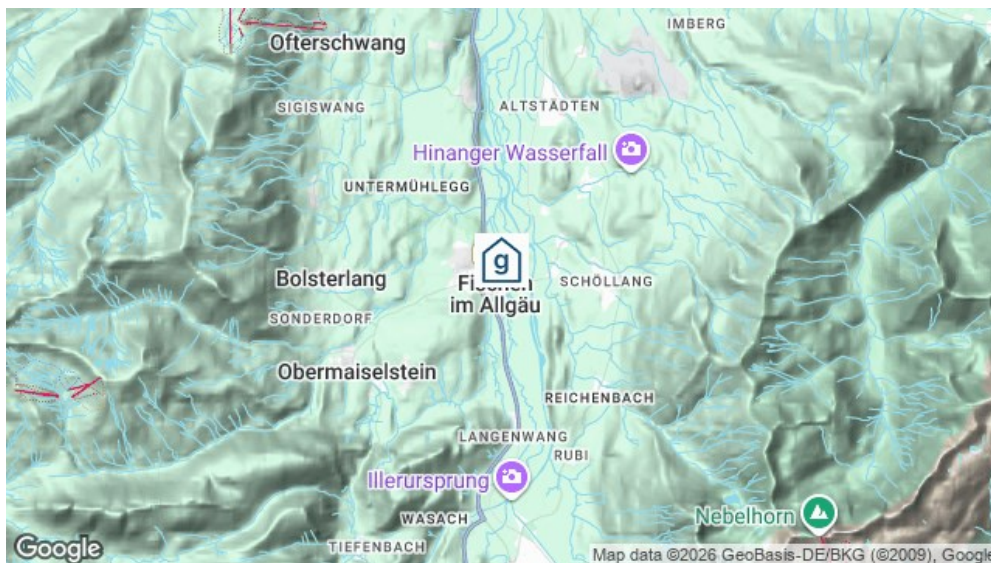 IMBERG
Ofterschwang
SIGISWANG
ALTSTÄDTEN
Hinanger Wasserfall
UNTERMÜHLEGG
g
Bolsterlang
SCHÖLLANG
Fischen
im Allgäu
SONDERDORF
Obermaiselstein
REICHENBACH
LANGENWANG
RUBI
Illerursprung
WASACH
Nebelhorn
TIEFENBACH
Google
Map data ©2026 GeoBasis-DE/BKG (©2009), Google